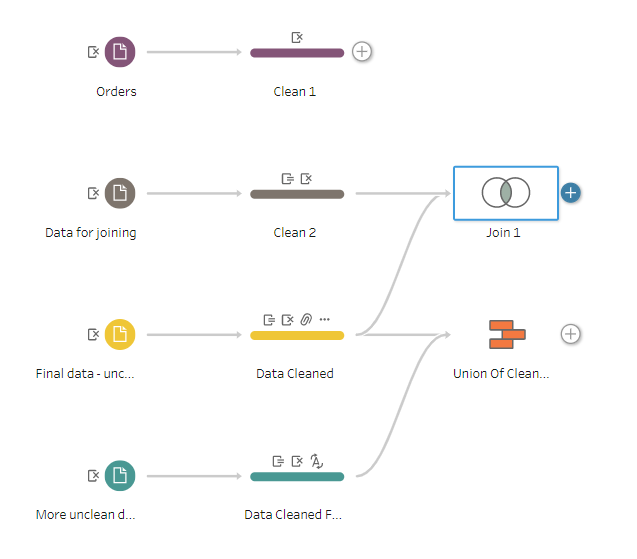 Orders
Clean 1
Data for joining
Clean 2
Join 1
Final data - unc...
Data Cleaned
Union Of Clean...
More unclean d...
Data Cleaned F...